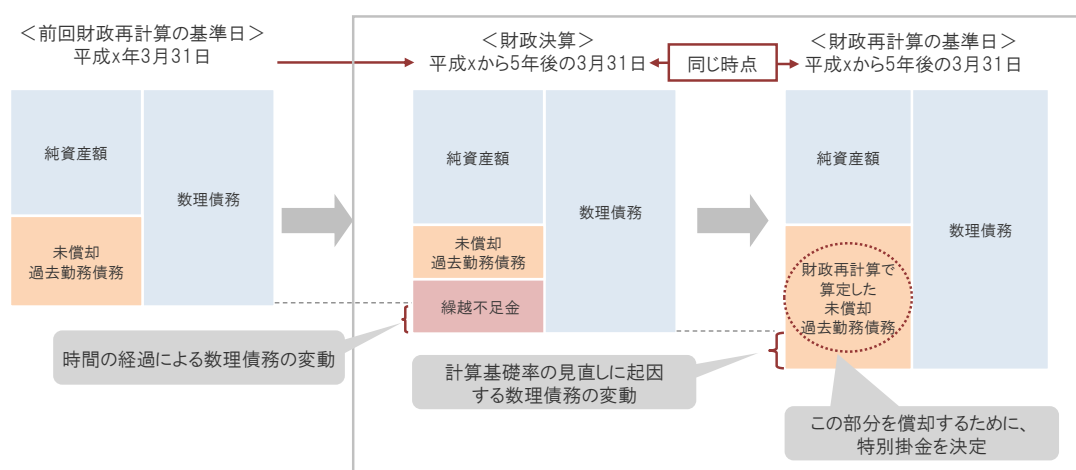 ＜前回財政再計算の基準日＞
平成x年3月31日
＜財政決算＞
平成xから5年後の3月31日
同じ時点
＜財政再計算の基準日＞
平成xから5年後の3月31日
純資産額
数理債務
未償却
過去勤務債務
純資産額
数理債務
未償却
過去勤務債務
繰越不足金
純資産額
数理債務
財政再計算で
算定した
未償却
過去勤務債務
時間の経過による数理債務の変動
計算基礎率の見直しに起因
する数理債務の変動
この部分を償却するために、
特別掛金を決定